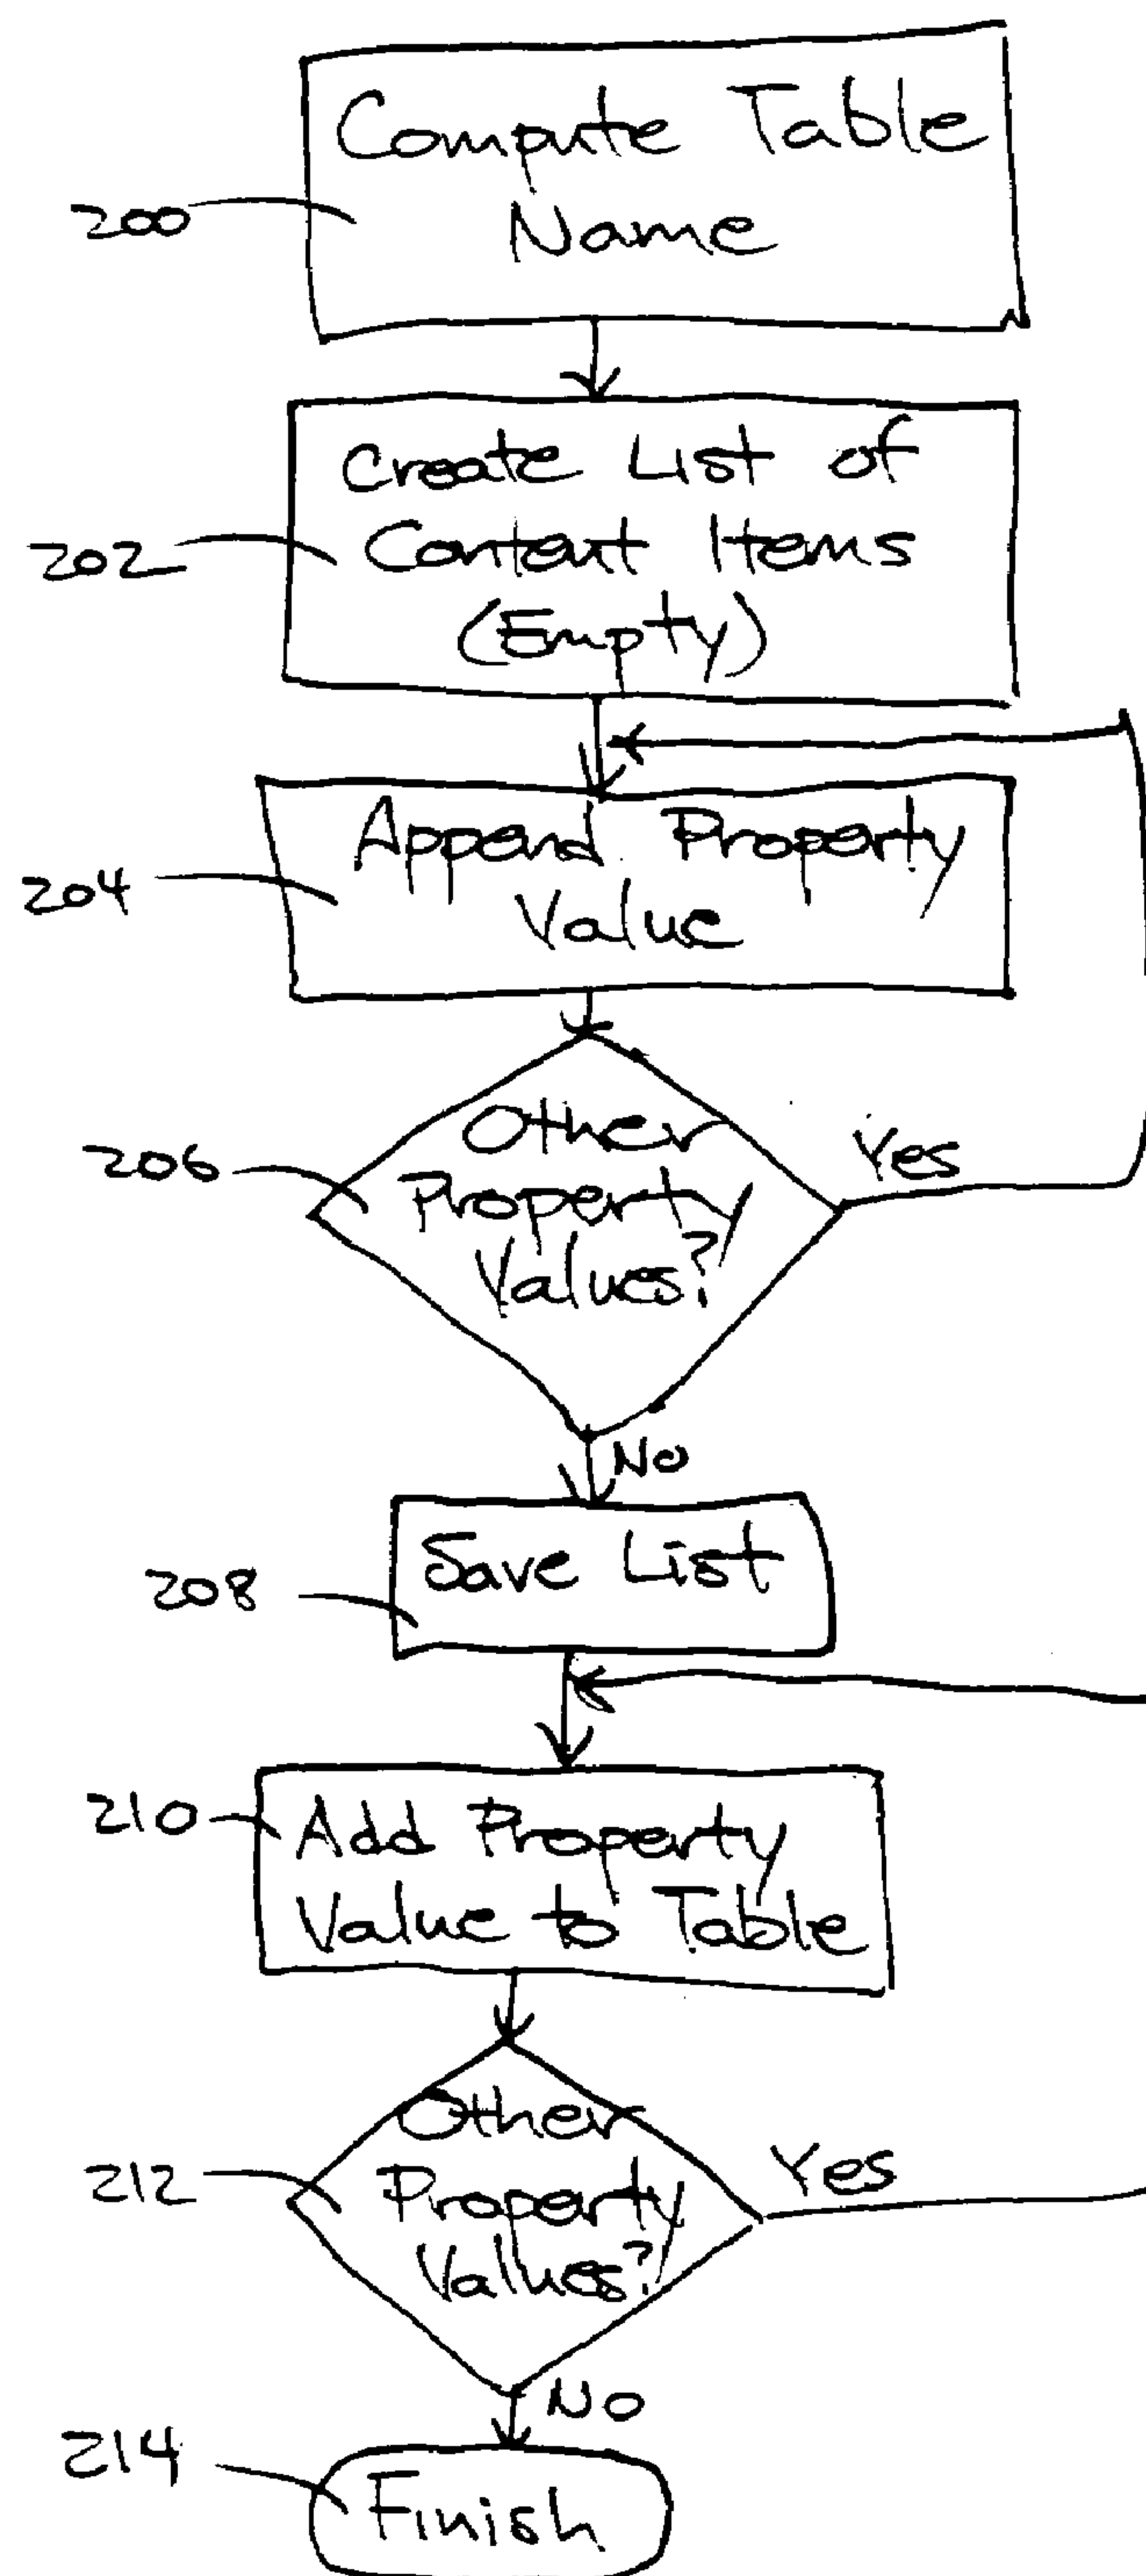 Compute Table
200
Name
Create List of
202
Content Items
(Empty)
Append Property
204
Value
Other
206
Property
Yes
Values?
No
Save List
208
210
Add Property
Value to Table
Other
212
Property
Yes
Values?
No
214
Finish